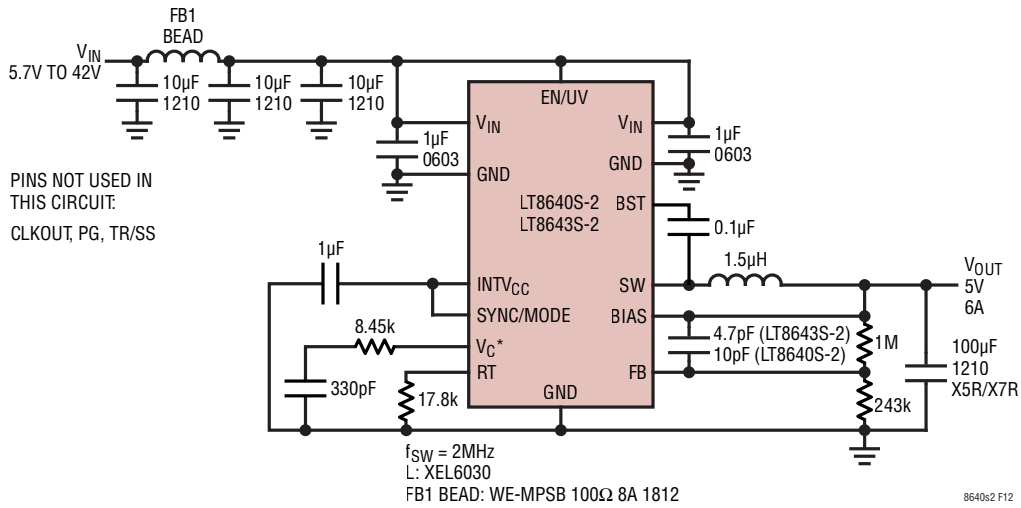 FB1
BEAD
V_IN
5.7V TO 42V
10µF
1210
10µF
1210
10µF
1210
1µF
0603
EN/UV
V_IN
GND
V_IN
GND
1µF
0603
PINS NOT USED IN
THIS CIRCUIT:
CLKOUT, PG, TR/SS
LT8640S-2
LT8643S-2
BST
0.1µF
1µF
INTV_CC
SYNC/MODE
SW
1.5µH
V_OUT
5V
6A
BIAS
4.7pF (LT8643S-2)
10pF (LT8640S-2)
1M
8.45k
V_C*
330pF
RT
17.8k
FB
243k
100µF
1210
X5R/X7R
GND
f_SW = 2MHz
L: XEL6030
FB1 BEAD: WE-MPSB 100Ω 8A 1812
8640s2 F12